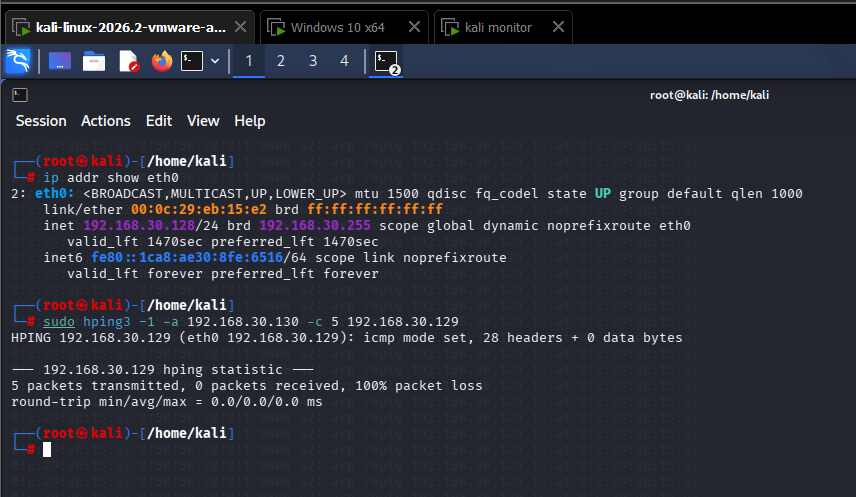 kali-linux-2026.2-vmware-a...
Windows 10 x64
kali monitor
1 2 3 4
2
root@kali: /home/kali
Session Actions Edit View Help
┌──(root㉿kali)-[/home/kali]
└─# ip addr show eth0
2: eth0: <BROADCAST,MULTICAST,UP,LOWER_UP> mtu 1500 qdisc fq_codel state UP group default qlen 1000
link/ether 00:0c:29:eb:15:e2 brd ff:ff:ff:ff:ff:ff
inet 192.168.30.128/24 brd 192.168.30.255 scope global dynamic noprefixroute eth0
valid_lft 1470sec preferred_lft 1470sec
inet6 fe80::1ca8:ae30:8fe:6516/64 scope link noprefixroute
valid_lft forever preferred_lft forever
┌──(root㉿kali)-[/home/kali]
└─# sudo hping3 -1 -a 192.168.30.130 -c 5 192.168.30.129
HPING 192.168.30.129 (eth0 192.168.30.129): icmp mode set, 28 headers + 0 data bytes
--- 192.168.30.129 hping statistic ---
5 packets transmitted, 0 packets received, 100% packet loss
round-trip min/avg/max = 0.0/0.0/0.0 ms
┌──(root㉿kali)-[/home/kali]
└─#